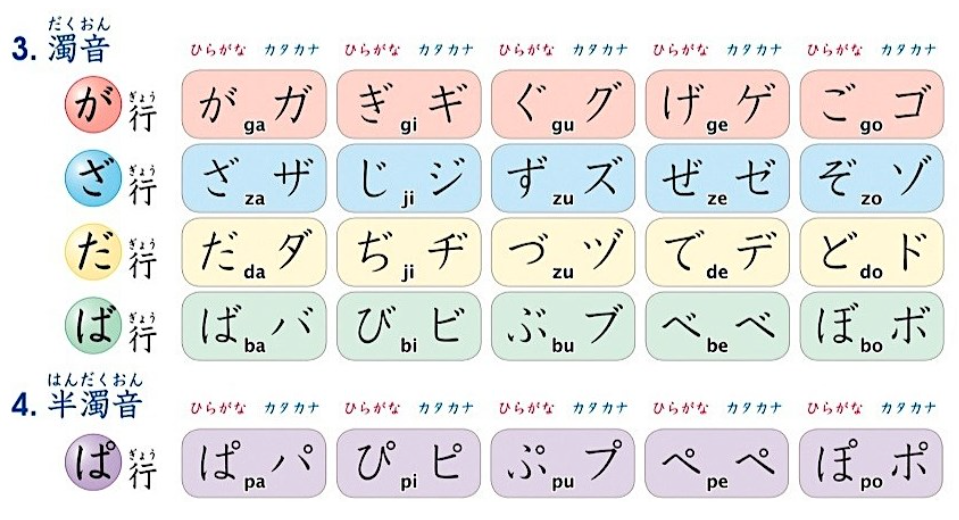 だくおん
3. 濁音
ひらがな カタカナ ひらがな カタカナ ひらがな カタカナ ひらがな カタカナ ひらがな カタカナ
が行 ぎょう が ga ガ ぎ gi ギ ぐ gu グ げ ge ゲ ご go ゴ
ざ行 ぎょう ざ za ザ じ ji ジ ず zu ズ ぜ ze ゼ ぞ zo ゾ
だ行 ぎょう だ da ダ ぢ ji ヂ づ zu ヅ で de デ ど do ド
ば行 ぎょう ば ba バ び bi ビ ぶ bu ブ べ be ベ ぼ bo ボ
はんだくおん
4. 半濁音
ひらがな カタカナ ひらがな カタカナ ひらがな カタカナ ひらがな カタカナ ひらがな カタカナ
ぱ行 ぎょう ぱ pa パ ぴ pi ピ ぷ pu プ ぺ pe ペ ぽ po ポ